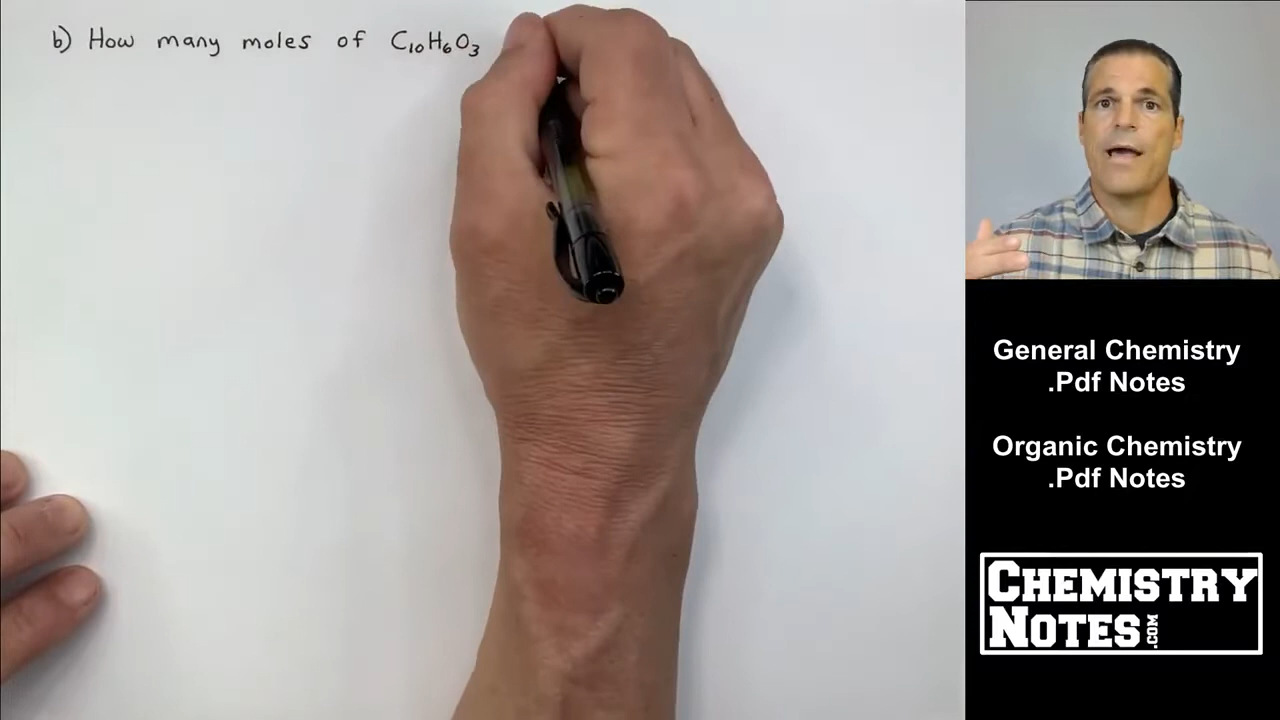 b) How many moles of C₁₀H₆O₃
General Chemistry
.Pdf Notes
Organic Chemistry
.Pdf Notes
CHEMISTRY
NOTES.COM